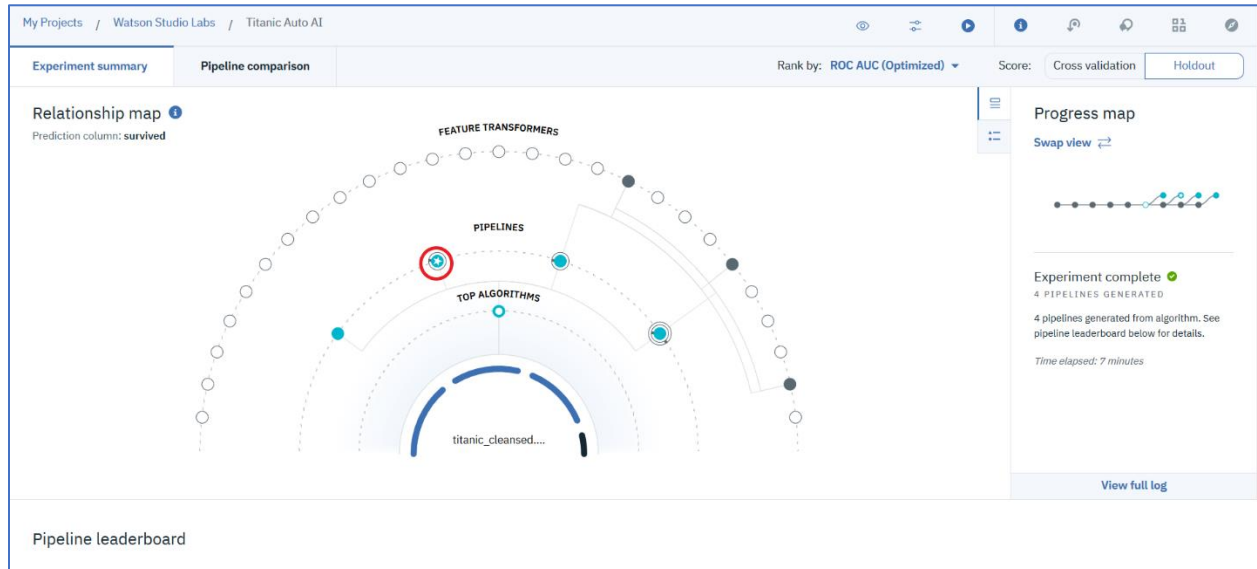 My Projects / Watson Studio Labs / Titanic Auto AI
Experiment summary
Pipeline comparison
Rank by: ROC AUC (Optimized)
Score:
Cross validation
Holdout
Relationship map
Prediction column: survived
FEATURE TRANSFORMERS
PIPELINES
TOP ALGORITHMS
titanic_cleansed....
Progress map
Swap view
Experiment complete
4 PIPELINES GENERATED
4 pipelines generated from algorithm. See
pipeline leaderboard below for details.
Time elapsed: 7 minutes
View full log
Pipeline leaderboard